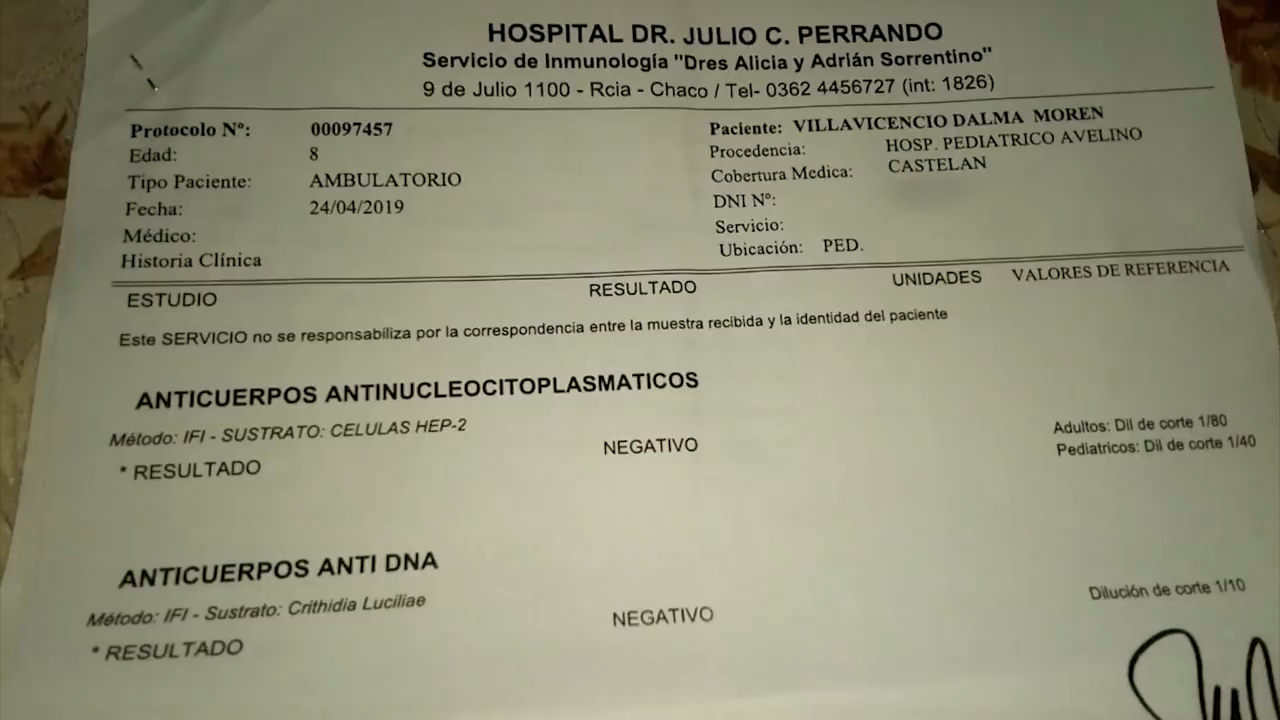 HOSPITAL DR. JULIO C. PERRANDO
Servicio de Inmunología "Dres Alicia y Adrián Sorrentino"
9 de Julio 1100 - Rcia - Chaco / Tel- 0362 4456727 (int: 1826)
Protocolo Nº: 00097457
Edad: 8
Tipo Paciente: AMBULATORIO
Fecha: 24/04/2019
Médico:
Historia Clínica
Paciente: VILLAVICENCIO DALMA MOREN
Procedencia: HOSP. PEDIATRICO AVELINO
Cobertura Medica: CASTELAN
DNI Nº:
Servicio:
Ubicación: PED.
ESTUDIO RESULTADO UNIDADES VALORES DE REFERENCIA
Este SERVICIO no se responsabiliza por la correspondencia entre la muestra recibida y la identidad del paciente
ANTICUERPOS ANTINUCLEOCITOPLASMATICOS
Método: IFI - SUSTRATO: CELULAS HEP-2
* RESULTADO NEGATIVO
Adultos: Dil de corte 1/80
Pediatricos: Dil de corte 1/40
ANTICUERPOS ANTI DNA
Método: IFI - Sustrato: Crithidia Luciliae
* RESULTADO NEGATIVO
Dilución de corte 1/10